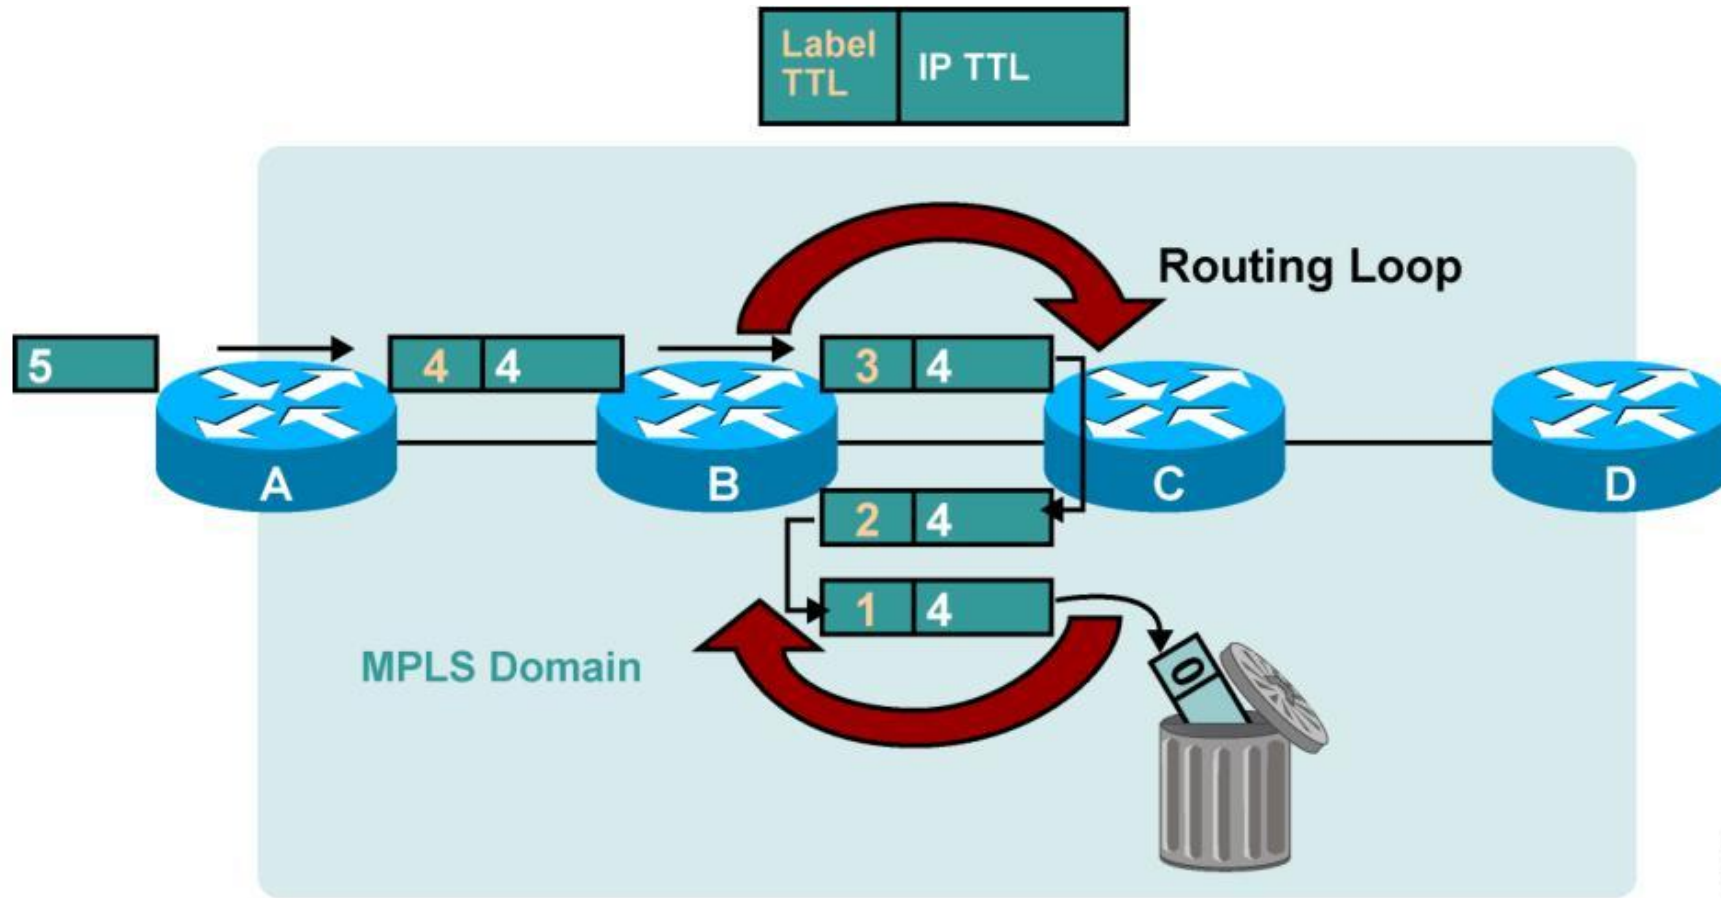 Label
TTL
IP TTL
Routing Loop
5
4 4
3 4
A
B
C
D
2 4
1 4
MPLS Domain
0